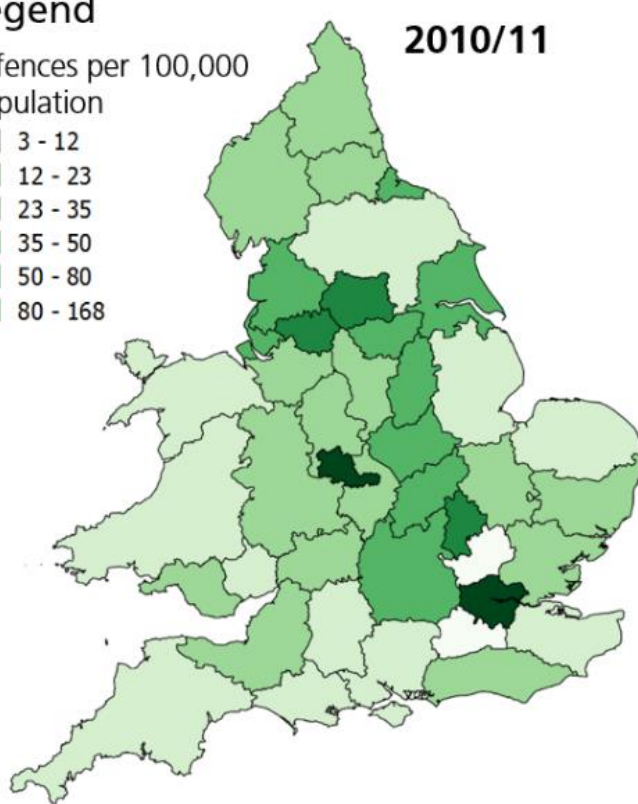 egend
2010/11
fences per 100,000
pulation
3 - 12
12 - 23
23 - 35
35 - 50
50 - 80
80 - 168